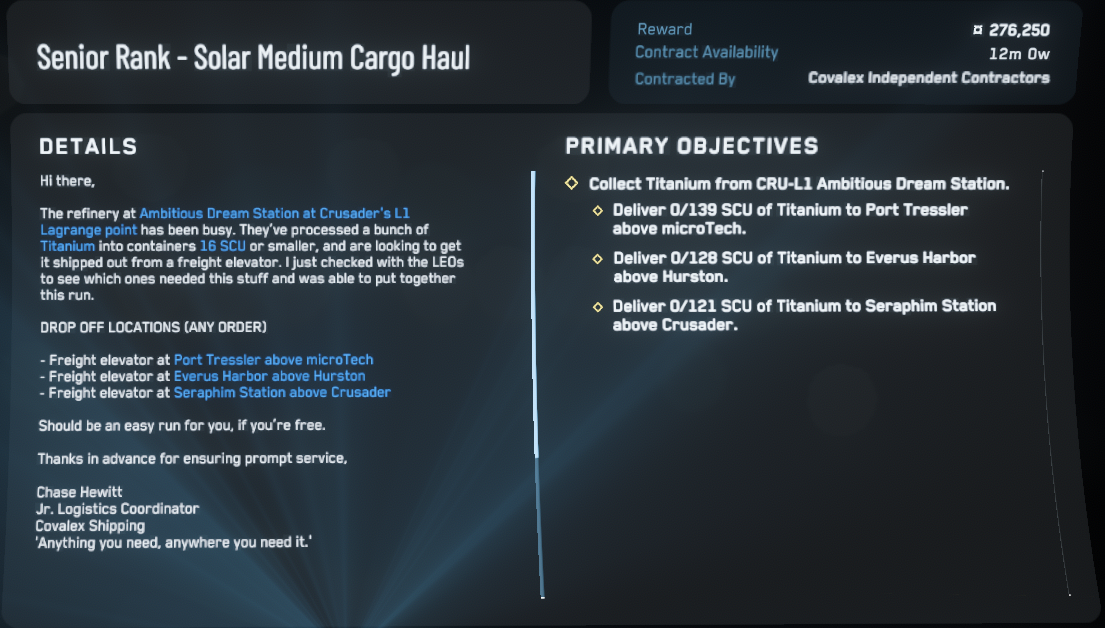 Senior Rank - Solar Medium Cargo Haul
Reward ¤ 276,250
Contract Availability 12m 0w
Contracted By Covalex Independent Contractors
DETAILS
Hi there,
The refinery at Ambitious Dream Station at Crusader's L1
Lagrange point has been busy. They've processed a bunch of
Titanium into containers 16 SCU or smaller, and are looking to get
it shipped out from a freight elevator. I just checked with the LEOs
to see which ones needed this stuff and was able to put together
this run.
DROP OFF LOCATIONS (ANY ORDER)
- Freight elevator at Port Tressler above microTech
- Freight elevator at Everus Harbor above Hurston
- Freight elevator at Seraphim Station above Crusader
Should be an easy run for you, if you're free.
Thanks in advance for ensuring prompt service,
Chase Hewitt
Jr. Logistics Coordinator
Covalex Shipping
'Anything you need, anywhere you need it.'
PRIMARY OBJECTIVES
Collect Titanium from CRU-L1 Ambitious Dream Station.
Deliver 0/139 SCU of Titanium to Port Tressler
above microTech.
Deliver 0/128 SCU of Titanium to Everus Harbor
above Hurston.
Deliver 0/121 SCU of Titanium to Seraphim Station
above Crusader.